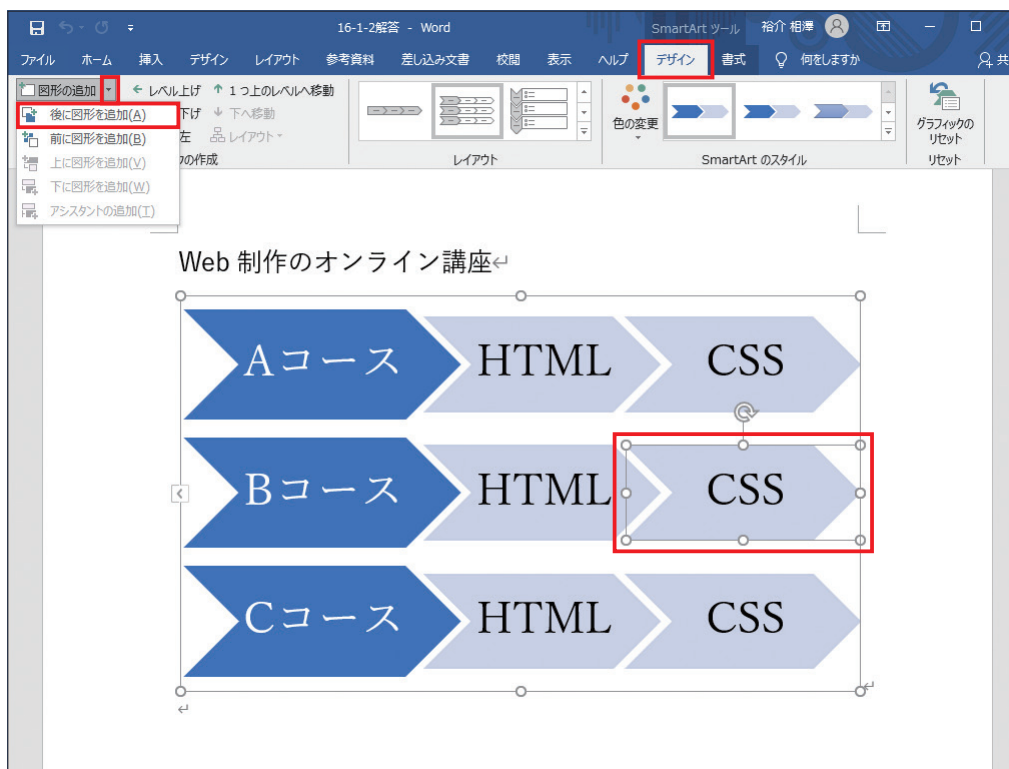 16-1-2解答 - Word
SmartArt ツール
裕介 相澤
ファイル ホーム 挿入 デザイン レイアウト 参考資料 差し込み文書 校閲 表示 ヘルプ デザイン 書式 何をしますか 共
図形の追加 レベル上げ 1 つ上のレベルへ移動
後に図形を追加(A) 下げ 下へ移動
前に図形を追加(B) 左 レイアウト
上に図形を追加(V) クの作成
下に図形を追加(W)
アシスタントの追加(T)
レイアウト
色の変更
SmartArt のスタイル
グラフィックの
リセット
リセット
Web 制作のオンライン講座
Aコース HTML CSS
Bコース HTML CSS
Cコース HTML CSS